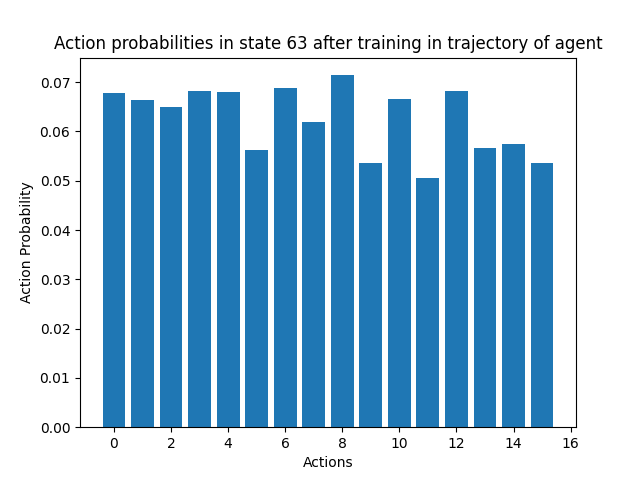 Action probabilities in state 63 after training in trajectory of agent
0.07
0.06
0.05
0.04
0.03
0.02
0.01
0.00
Action Probability
0 2 4 6 8 10 12 14 16
Actions